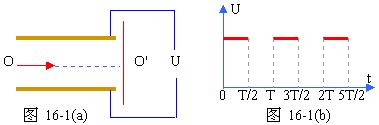 O
O'
U
图 16-1(a)
U
0 T/2 T 3T/2 2T 5T/2
t
图 16-1(b)